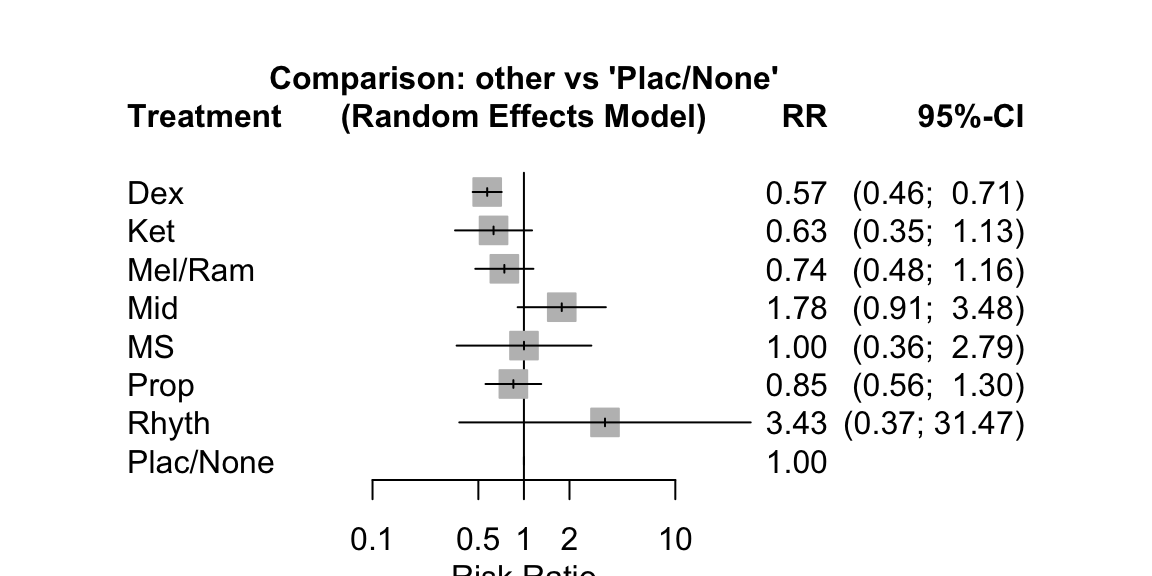 Comparison: other vs 'Plac/None'
Treatment (Random Effects Model) RR 95%-CI
Dex 0.57 (0.46; 0.71)
Ket 0.63 (0.35; 1.13)
Mel/Ram 0.74 (0.48; 1.16)
Mid 1.78 (0.91; 3.48)
MS 1.00 (0.36; 2.79)
Prop 0.85 (0.56; 1.30)
Rhyth 3.43 (0.37; 31.47)
Plac/None 1.00
0.1 0.5 1 2 10
Risk Ratio